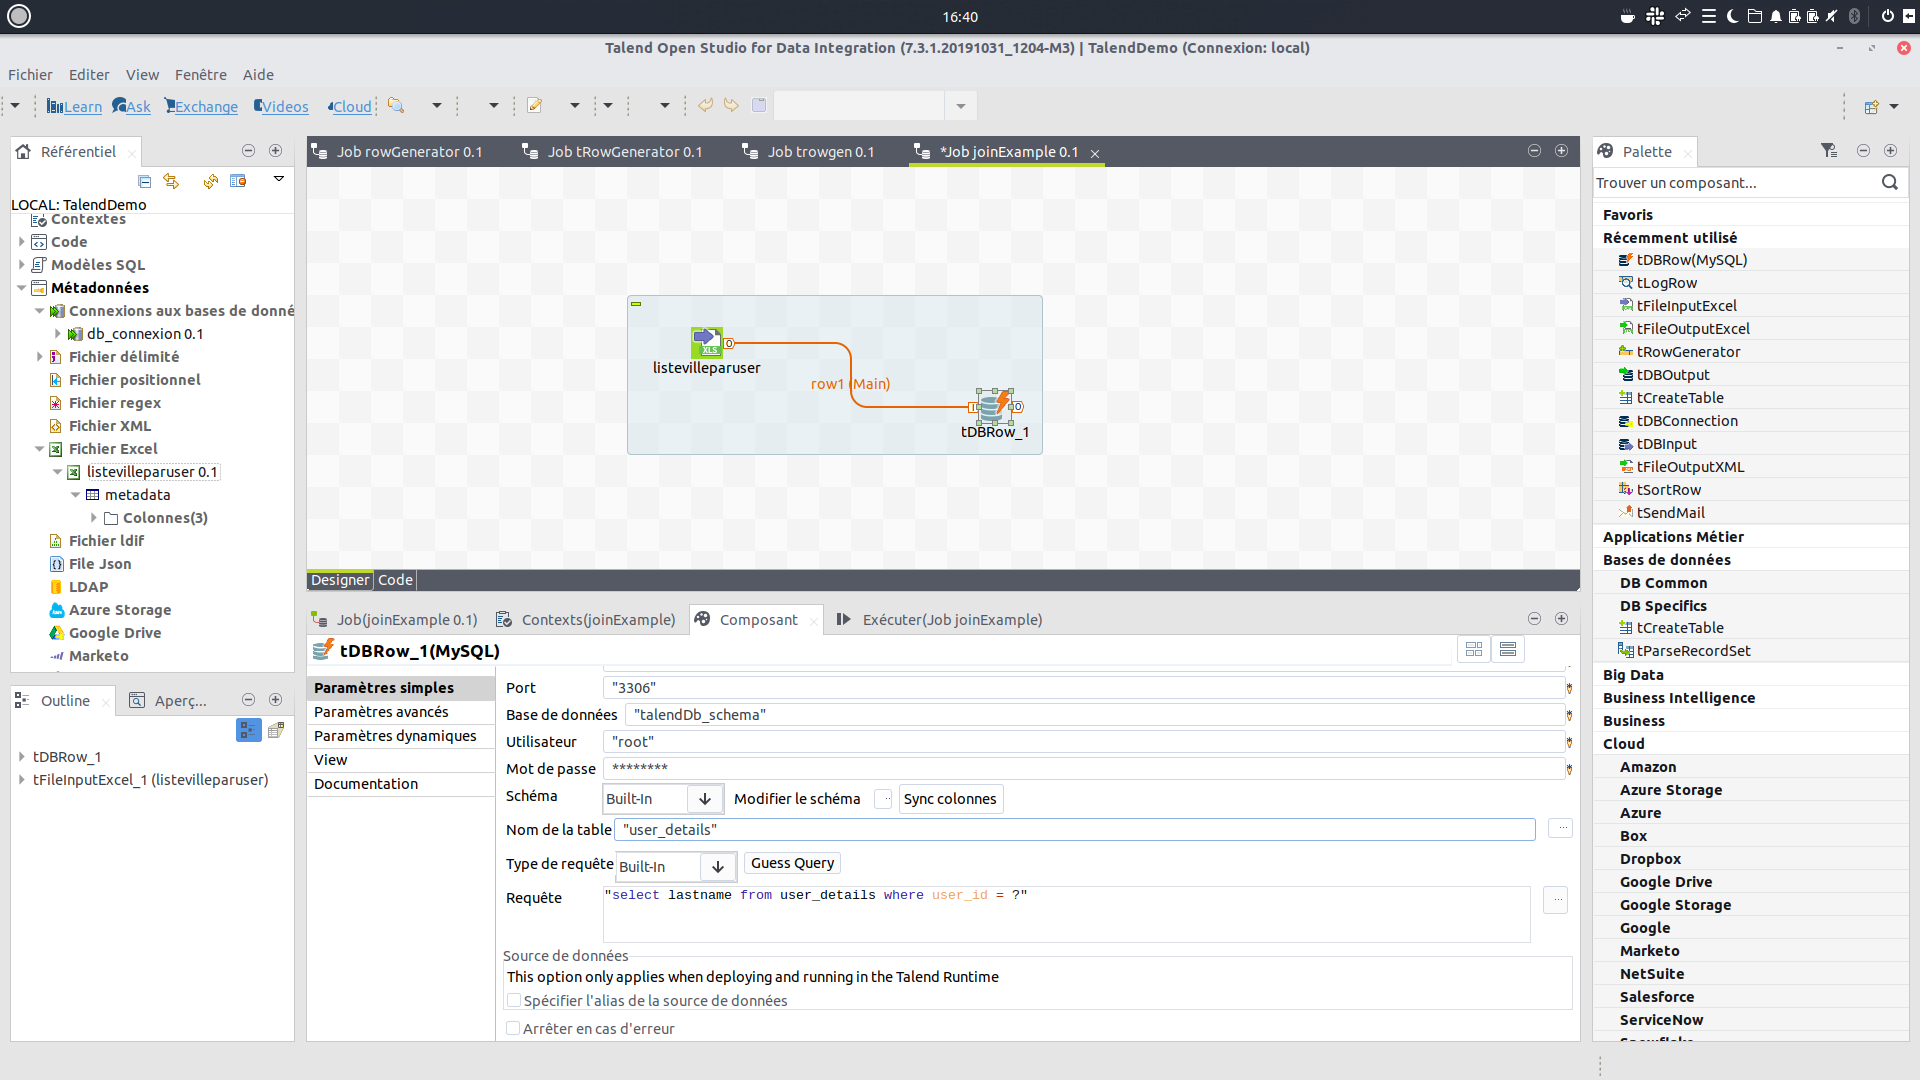 16:40
Talend Open Studio for Data Integration (7.3.1.20191031_1204-M3) | TalendDemo (Connexion: local)
Fichier Editer View Fenêtre Aide
Learn Ask Exchange Videos Cloud
Référentiel
LOCAL: TalendDemo
Contextes
Code
Modèles SQL
Métadonnées
Connexions aux bases de donné
db_connexion 0.1
Fichier délimité
Fichier positionnel
Fichier regex
Fichier XML
Fichier Excel
listevilleparuser 0.1
metadata
Colonnes(3)
Fichier ldif
File Json
LDAP
Azure Storage
Google Drive
Marketo
Outline Aperç...
tDBRow_1
tFileInputExcel_1 (listevilleparuser)
Job rowGenerator 0.1 Job tRowGenerator 0.1 Job trowgen 0.1 *Job joinExample 0.1
XLS
listevilleparuser
row1 (Main)
tDBRow_1
Designer Code
Job(joinExample 0.1) Contexts(joinExample) Composant Exécuter(Job joinExample)
tDBRow_1(MySQL)
Paramètres simples
Paramètres avancés
Paramètres dynamiques
View
Documentation
Port "3306"
Base de données "talendDb_schema"
Utilisateur "root"
Mot de passe ********
Schéma Built-In Modifier le schéma ... Sync colonnes
Nom de la table "user_details" ...
Type de requête Built-In Guess Query
Requête "select lastname from user_details where user_id = ?" ...
Source de données
This option only applies when deploying and running in the Talend Runtime
Spécifier l'alias de la source de données
Arrêter en cas d'erreur
Palette
Trouver un composant...
Favoris
Récemment utilisé
tDBRow(MySQL)
tLogRow
tFileInputExcel
tFileOutputExcel
tRowGenerator
tDBOutput
tCreateTable
tDBConnection
tDBInput
tFileOutputXML
tSortRow
tSendMail
Applications Métier
Bases de données
DB Common
DB Specifics
tCreateTable
tParseRecordSet
Big Data
Business Intelligence
Business
Cloud
Amazon
Azure Storage
Azure
Box
Dropbox
Google Drive
Google Storage
Google
Marketo
NetSuite
Salesforce
ServiceNow